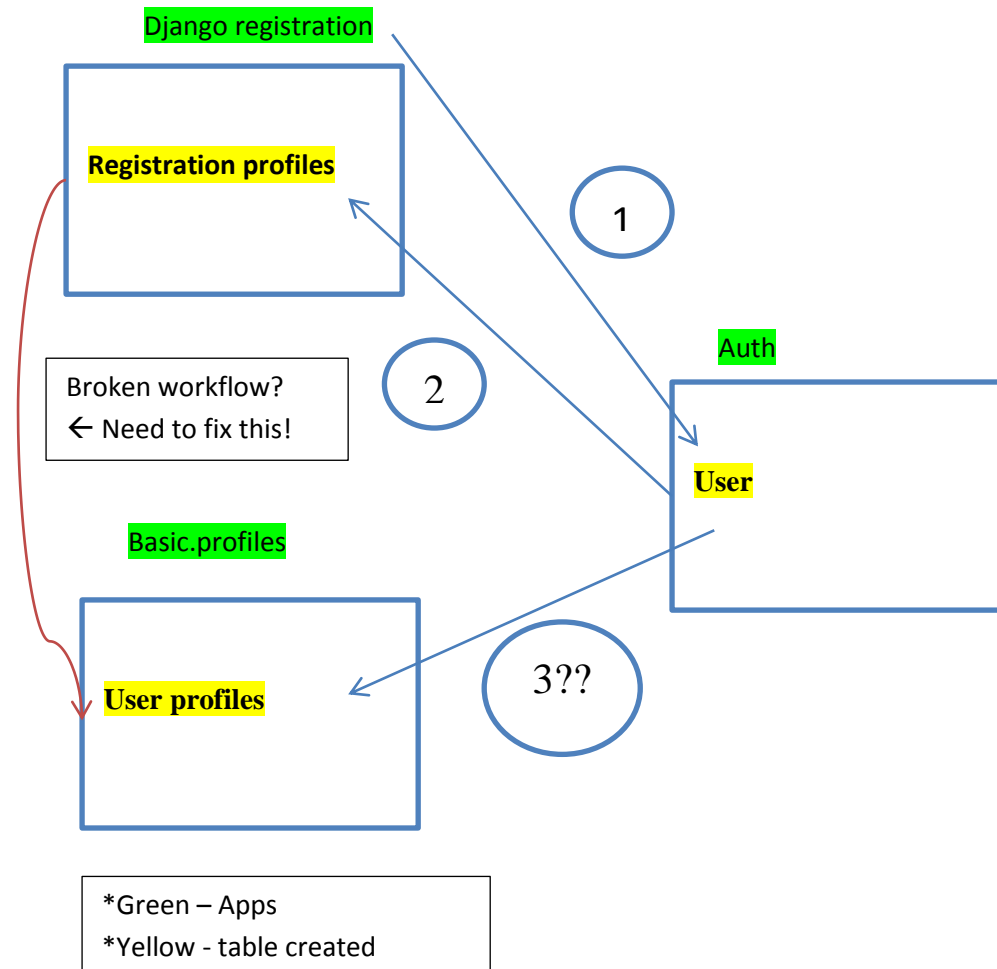 Django registration
Registration profiles
1
Auth
Broken workflow?
← Need to fix this!
2
User
Basic.profiles
User profiles
3??
*Green – Apps
*Yellow - table created